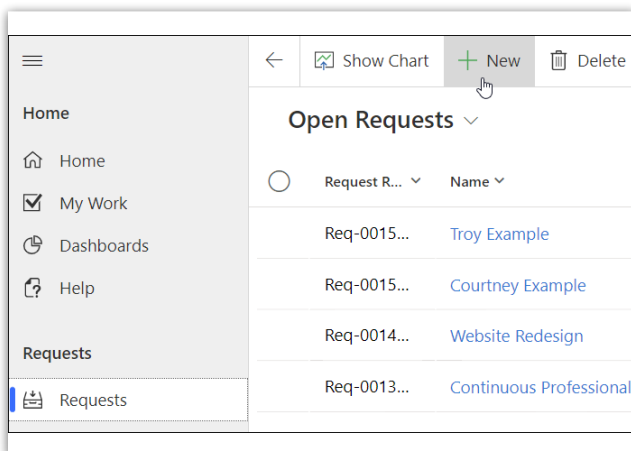 Show Chart New Delete
Home
Open Requests
Home
Request R... Name
My Work
Req-0015... Troy Example
Dashboards
Req-0015... Courtney Example
Help
Req-0014... Website Redesign
Requests
Req-0013... Continuous Professional
Requests